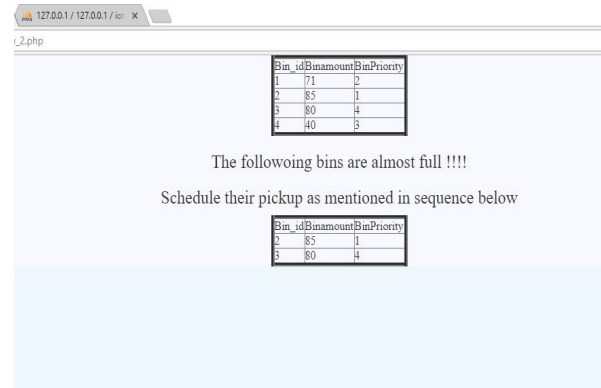 127.0.0.1 / 127.0.0.1 / iot
_2.php
Bin_id Binamount BinPriority
1 71 2
2 85 1
3 80 4
4 40 3
The followoing bins are almost full !!!!
Schedule their pickup as mentioned in sequence below
Bin_id Binamount BinPriority
2 85 1
3 80 4